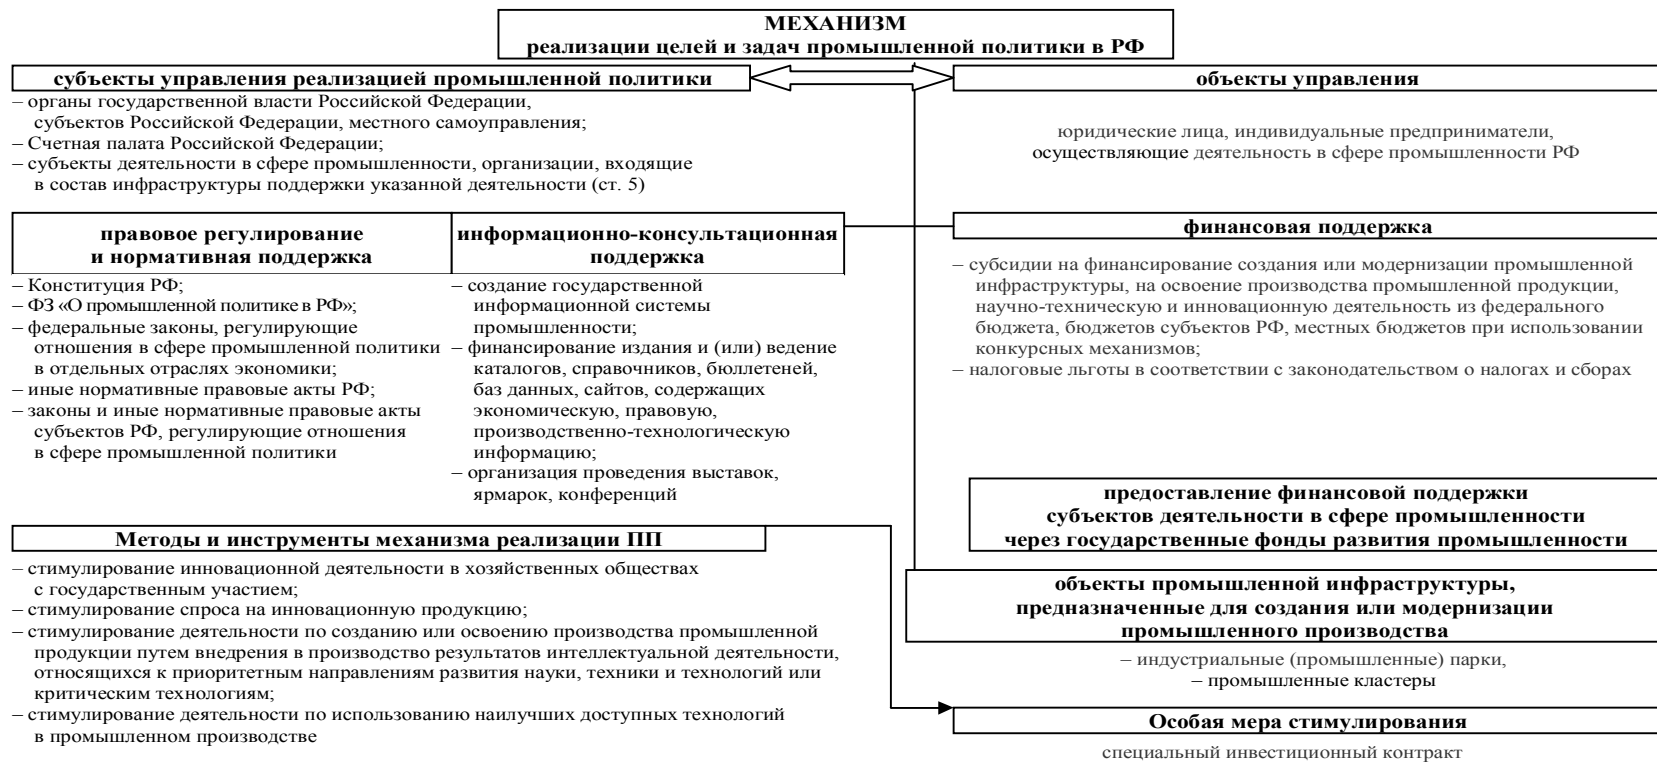 МЕХАНИЗМ
реализации целей и задач промышленной политики в РФ
субъекты управления реализацией промышленной политики
– органы государственной власти Российской Федерации,
субъектов Российской Федерации, местного самоуправления;
– Счетная палата Российской Федерации;
– субъекты деятельности в сфере промышленности, организации, входящие
в состав инфраструктуры поддержки указанной деятельности (ст. 5)
объекты управления
юридические лица, индивидуальные предприниматели,
осуществляющие деятельность в сфере промышленности РФ
правовое регулирование
и нормативная поддержка
– Конституция РФ;
– ФЗ «О промышленной политике в РФ»;
– федеральные законы, регулирующие
отношения в сфере промышленной политики
в отдельных отраслях экономики;
– иные нормативные правовые акты РФ;
– законы и иные нормативные правовые акты
субъектов РФ, регулирующие отношения
в сфере промышленной политики
информационно-консультационная
поддержка
– создание государственной
информационной системы
промышленности;
– финансирование издания и (или) ведение
каталогов, справочников, бюллетеней,
баз данных, сайтов, содержащих
экономическую, правовую,
производственно-технологическую
информацию;
– организация проведения выставок,
ярмарок, конференций
финансовая поддержка
– субсидии на финансирование создания или модернизации промышленной
инфраструктуры, на освоение производства промышленной продукции,
научно-техническую и инновационную деятельность из федерального
бюджета, бюджетов субъектов РФ, местных бюджетов при использовании
конкурсных механизмов;
– налоговые льготы в соответствии с законодательством о налогах и сборах
предоставление финансовой поддержки
субъектов деятельности в сфере промышленности
через государственные фонды развития промышленности
Методы и инструменты механизма реализации ПП
– стимулирование инновационной деятельности в хозяйственных обществах
с государственным участием;
– стимулирование спроса на инновационную продукцию;
– стимулирование деятельности по созданию или освоению производства промышленной
продукции путем внедрения в производство результатов интеллектуальной деятельности,
относящихся к приоритетным направлениям развития науки, техники и технологий или
критическим технологиям;
– стимулирование деятельности по использованию наилучших доступных технологий
в промышленном производстве
объекты промышленной инфраструктуры,
предназначенные для создания или модернизации
промышленного производства
– индустриальные (промышленные) парки,
– промышленные кластеры
Особая мера стимулирования
специальный инвестиционный контракт